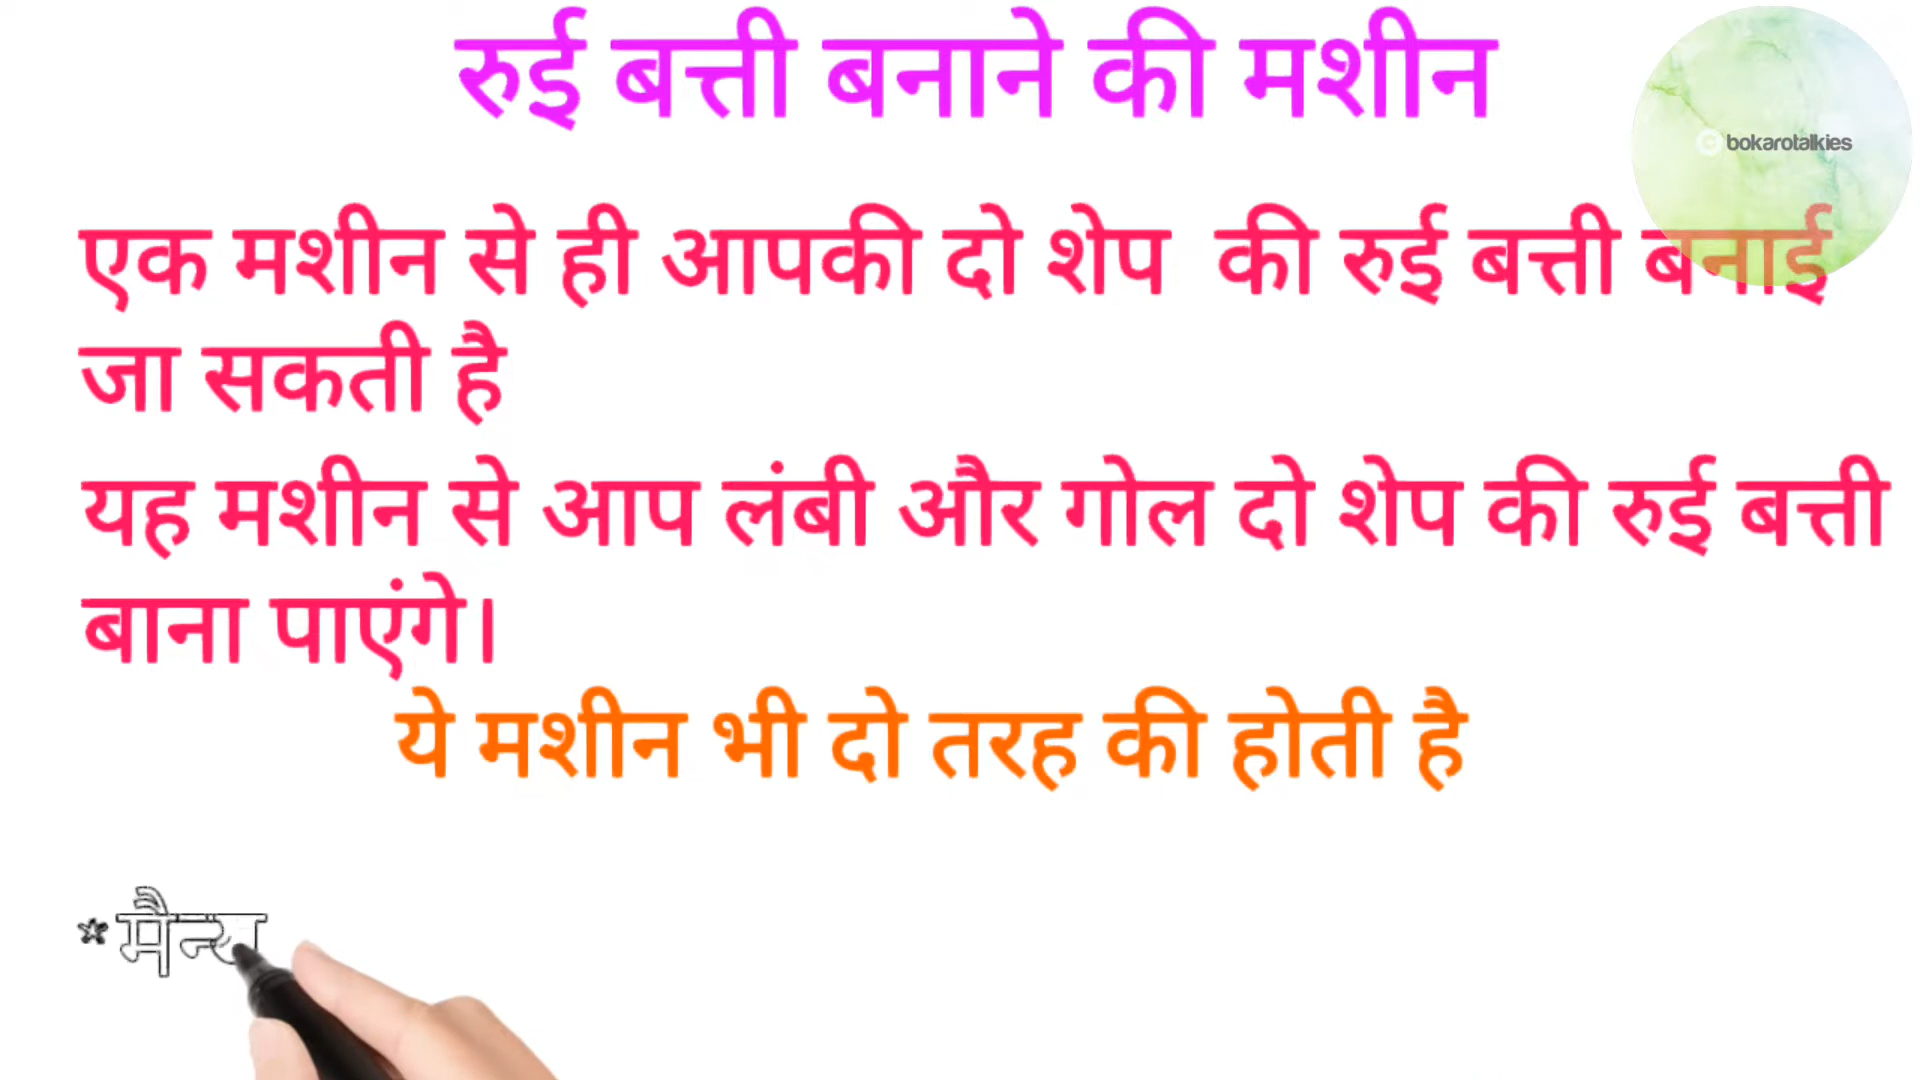 रुई बत्ती बनाने की मशीन
bokarotalkies
एक मशीन से ही आपकी दो शेप की रुई बत्ती बनाई
जा सकती है
यह मशीन से आप लंबी और गोल दो शेप की रुई बत्ती
बाना पाएंगे।
ये मशीन भी दो तरह की होती है